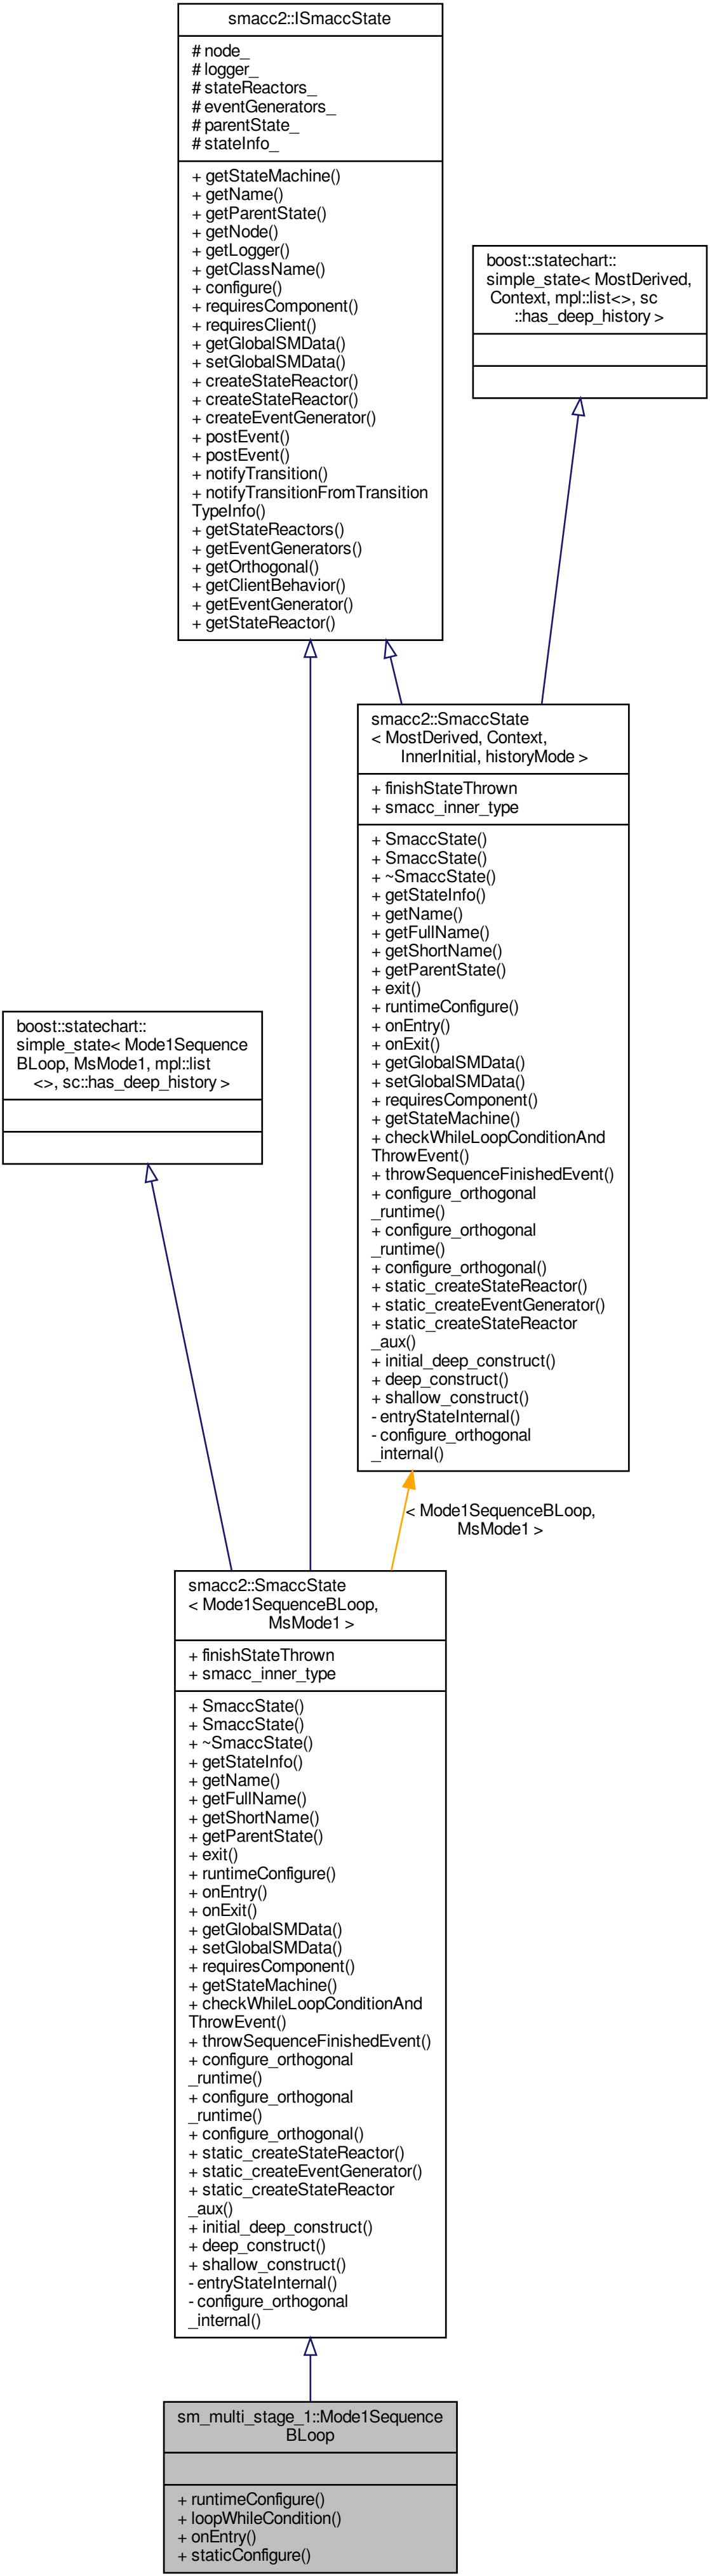 smacc2::ISmaccState
# node_
# logger_
# stateReactors_
# eventGenerators_
# parentState_
# stateInfo_
+ getStateMachine()
+ getName()
+ getParentState()
+ getNode()
+ getLogger()
+ getClassName()
+ configure()
+ requiresComponent()
+ requiresClient()
+ getGlobalSMData()
+ setGlobalSMData()
+ createStateReactor()
+ createStateReactor()
+ createEventGenerator()
+ postEvent()
+ postEvent()
+ notifyTransition()
+ notifyTransitionFromTransition
TypeInfo()
+ getStateReactors()
+ getEventGenerators()
+ getOrthogonal()
+ getClientBehavior()
+ getEventGenerator()
+ getStateReactor()
boost::statechart::
simple_state< MostDerived,
Context, mpl::list<>, sc
::has_deep_history >
smacc2::SmaccState
< MostDerived, Context,
InnerInitial, historyMode >
+ finishStateThrown
+ smacc_inner_type
+ SmaccState()
+ SmaccState()
+ ~SmaccState()
+ getStateInfo()
+ getName()
+ getFullName()
+ getShortName()
+ getParentState()
+ exit()
+ runtimeConfigure()
+ onEntry()
+ onExit()
+ getGlobalSMData()
+ setGlobalSMData()
+ requiresComponent()
+ getStateMachine()
+ checkWhileLoopConditionAnd
ThrowEvent()
+ throwSequenceFinishedEvent()
+ configure_orthogonal
_runtime()
+ configure_orthogonal
_runtime()
+ configure_orthogonal()
+ static_createStateReactor()
+ static_createEventGenerator()
+ static_createStateReactor
_aux()
+ initial_deep_construct()
+ deep_construct()
+ shallow_construct()
- entryStateInternal()
- configure_orthogonal
_internal()
boost::statechart::
simple_state< Mode1Sequence
BLoop, MsMode1, mpl::list
<>, sc::has_deep_history >
< Mode1SequenceBLoop,
MsMode1 >
smacc2::SmaccState
< Mode1SequenceBLoop,
MsMode1 >
+ finishStateThrown
+ smacc_inner_type
+ SmaccState()
+ SmaccState()
+ ~SmaccState()
+ getStateInfo()
+ getName()
+ getFullName()
+ getShortName()
+ getParentState()
+ exit()
+ runtimeConfigure()
+ onEntry()
+ onExit()
+ getGlobalSMData()
+ setGlobalSMData()
+ requiresComponent()
+ getStateMachine()
+ checkWhileLoopConditionAnd
ThrowEvent()
+ throwSequenceFinishedEvent()
+ configure_orthogonal
_runtime()
+ configure_orthogonal
_runtime()
+ configure_orthogonal()
+ static_createStateReactor()
+ static_createEventGenerator()
+ static_createStateReactor
_aux()
+ initial_deep_construct()
+ deep_construct()
+ shallow_construct()
- entryStateInternal()
- configure_orthogonal
_internal()
sm_multi_stage_1::Mode1Sequence
BLoop
+ runtimeConfigure()
+ loopWhileCondition()
+ onEntry()
+ staticConfigure()